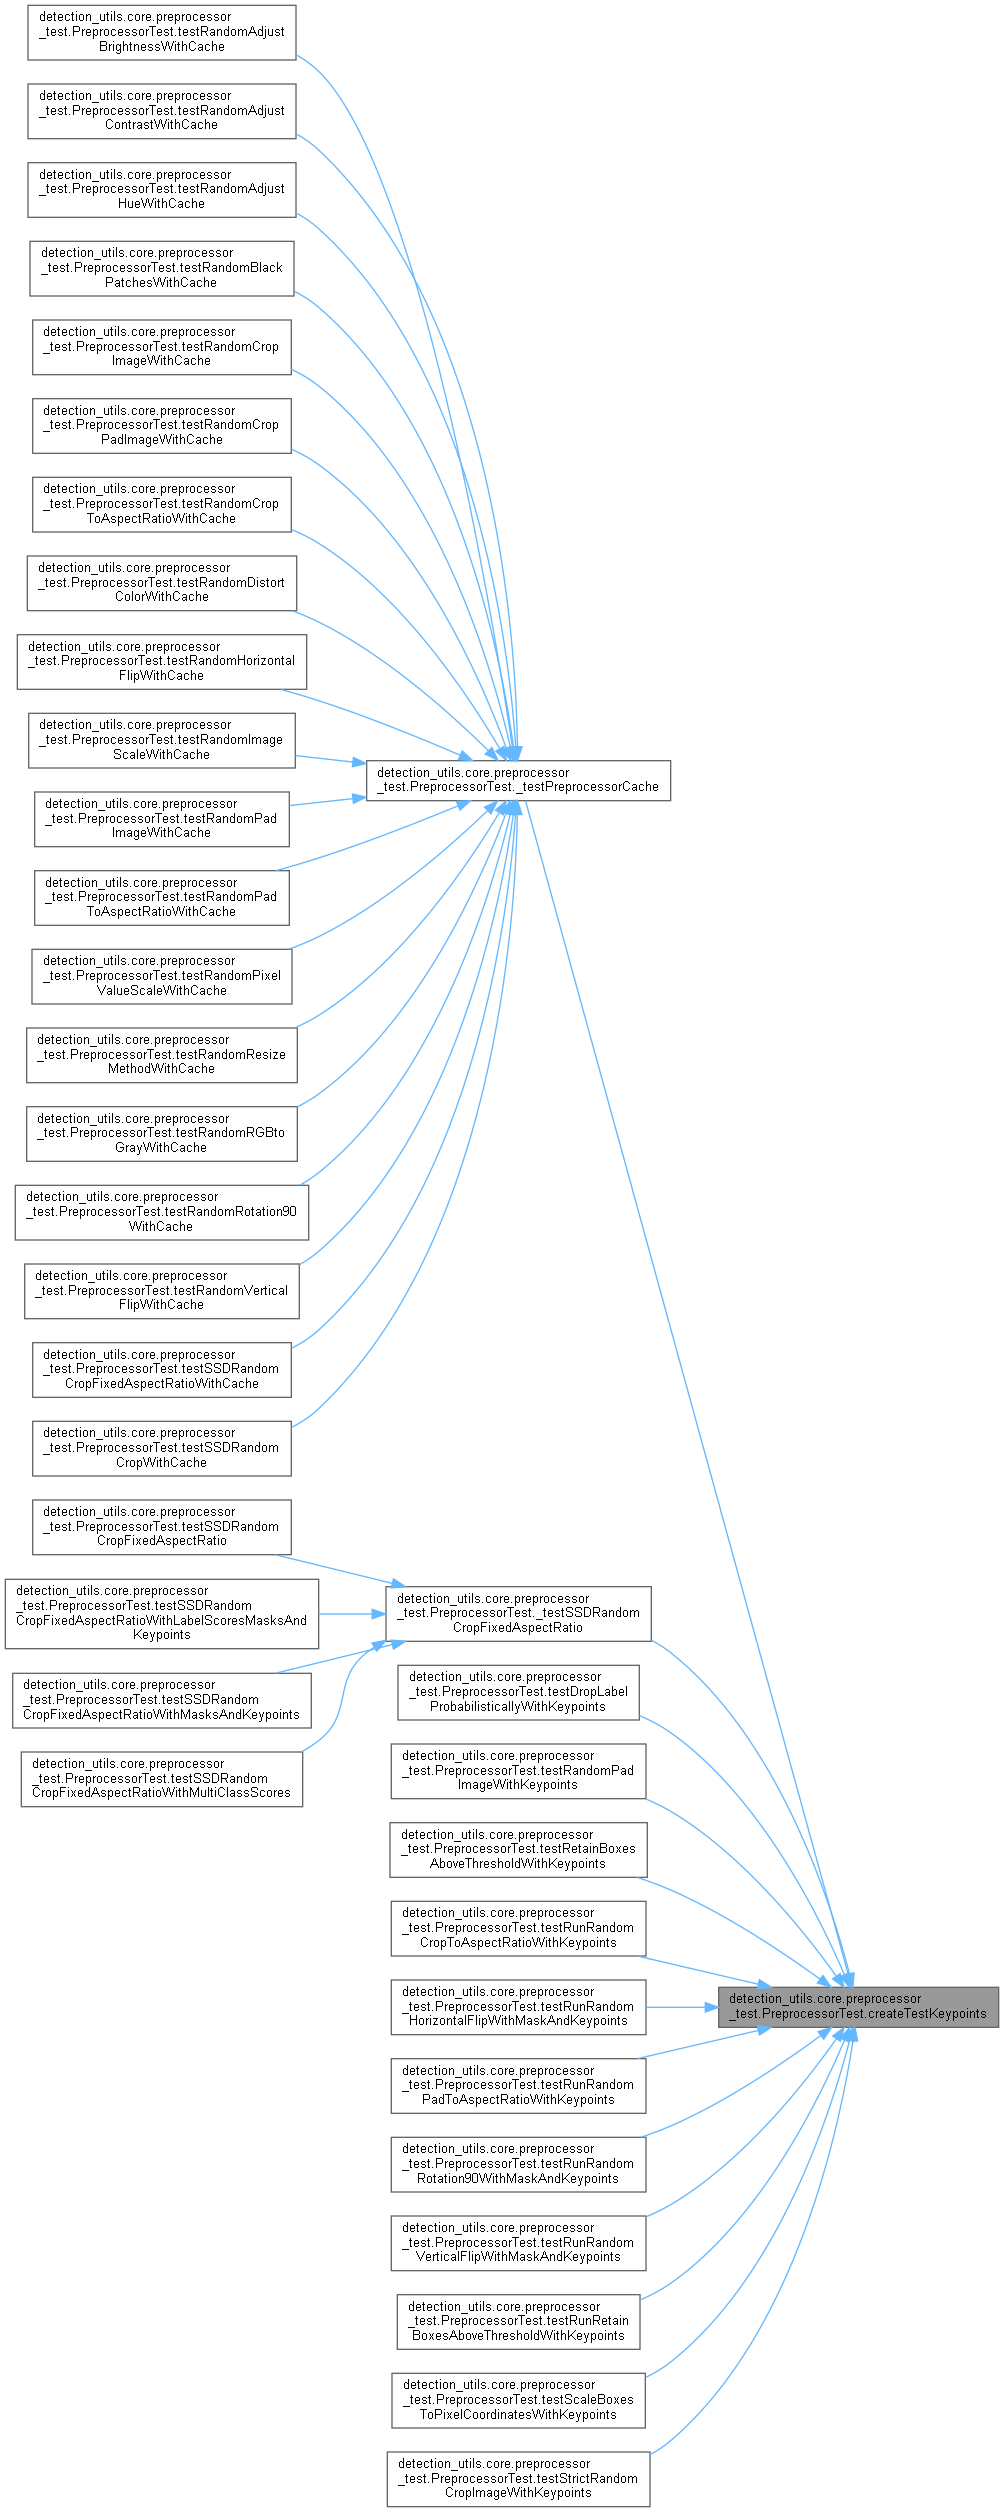 detection_utils.core.preprocessor
_test.PreprocessorTest.testRandomAdjust
BrightnessWithCache
detection_utils.core.preprocessor
_test.PreprocessorTest.testRandomAdjust
ContrastWithCache
detection_utils.core.preprocessor
_test.PreprocessorTest.testRandomAdjust
HueWithCache
detection_utils.core.preprocessor
_test.PreprocessorTest.testRandomBlack
PatchesWithCache
detection_utils.core.preprocessor
_test.PreprocessorTest.testRandomCrop
ImageWithCache
detection_utils.core.preprocessor
_test.PreprocessorTest.testRandomCrop
PadImageWithCache
detection_utils.core.preprocessor
_test.PreprocessorTest.testRandomCrop
ToAspectRatioWithCache
detection_utils.core.preprocessor
_test.PreprocessorTest.testRandomDistort
ColorWithCache
detection_utils.core.preprocessor
_test.PreprocessorTest.testRandomHorizontal
FlipWithCache
detection_utils.core.preprocessor
_test.PreprocessorTest.testRandomImage
ScaleWithCache
detection_utils.core.preprocessor
_test.PreprocessorTest._testPreprocessorCache
detection_utils.core.preprocessor
_test.PreprocessorTest.testRandomPad
ImageWithCache
detection_utils.core.preprocessor
_test.PreprocessorTest.testRandomPad
ToAspectRatioWithCache
detection_utils.core.preprocessor
_test.PreprocessorTest.testRandomPixel
ValueScaleWithCache
detection_utils.core.preprocessor
_test.PreprocessorTest.testRandomResize
MethodWithCache
detection_utils.core.preprocessor
_test.PreprocessorTest.testRandomRGBto
GrayWithCache
detection_utils.core.preprocessor
_test.PreprocessorTest.testRandomRotation90
WithCache
detection_utils.core.preprocessor
_test.PreprocessorTest.testRandomVertical
FlipWithCache
detection_utils.core.preprocessor
_test.PreprocessorTest.testSSDRandom
CropFixedAspectRatioWithCache
detection_utils.core.preprocessor
_test.PreprocessorTest.testSSDRandom
CropWithCache
detection_utils.core.preprocessor
_test.PreprocessorTest.testSSDRandom
CropFixedAspectRatio
detection_utils.core.preprocessor
_test.PreprocessorTest.testSSDRandom
CropFixedAspectRatioWithLabelScoresMasksAnd
Keypoints
detection_utils.core.preprocessor
_test.PreprocessorTest.testSSDRandom
CropFixedAspectRatioWithMasksAndKeypoints
detection_utils.core.preprocessor
_test.PreprocessorTest.testSSDRandom
CropFixedAspectRatioWithMultiClassScores
detection_utils.core.preprocessor
_test.PreprocessorTest._testSSDRandom
CropFixedAspectRatio
detection_utils.core.preprocessor
_test.PreprocessorTest.testDropLabel
ProbabilisticallyWithKeypoints
detection_utils.core.preprocessor
_test.PreprocessorTest.testRandomPad
ImageWithKeypoints
detection_utils.core.preprocessor
_test.PreprocessorTest.testRetainBoxes
AboveThresholdWithKeypoints
detection_utils.core.preprocessor
_test.PreprocessorTest.testRunRandom
CropToAspectRatioWithKeypoints
detection_utils.core.preprocessor
_test.PreprocessorTest.testRunRandom
HorizontalFlipWithMaskAndKeypoints
detection_utils.core.preprocessor
_test.PreprocessorTest.createTestKeypoints
detection_utils.core.preprocessor
_test.PreprocessorTest.testRunRandom
PadToAspectRatioWithKeypoints
detection_utils.core.preprocessor
_test.PreprocessorTest.testRunRandom
Rotation90WithMaskAndKeypoints
detection_utils.core.preprocessor
_test.PreprocessorTest.testRunRandom
VerticalFlipWithMaskAndKeypoints
detection_utils.core.preprocessor
_test.PreprocessorTest.testRunRetain
BoxesAboveThresholdWithKeypoints
detection_utils.core.preprocessor
_test.PreprocessorTest.testScaleBoxes
ToPixelCoordinatesWithKeypoints
detection_utils.core.preprocessor
_test.PreprocessorTest.testStrictRandom
CropImageWithKeypoints